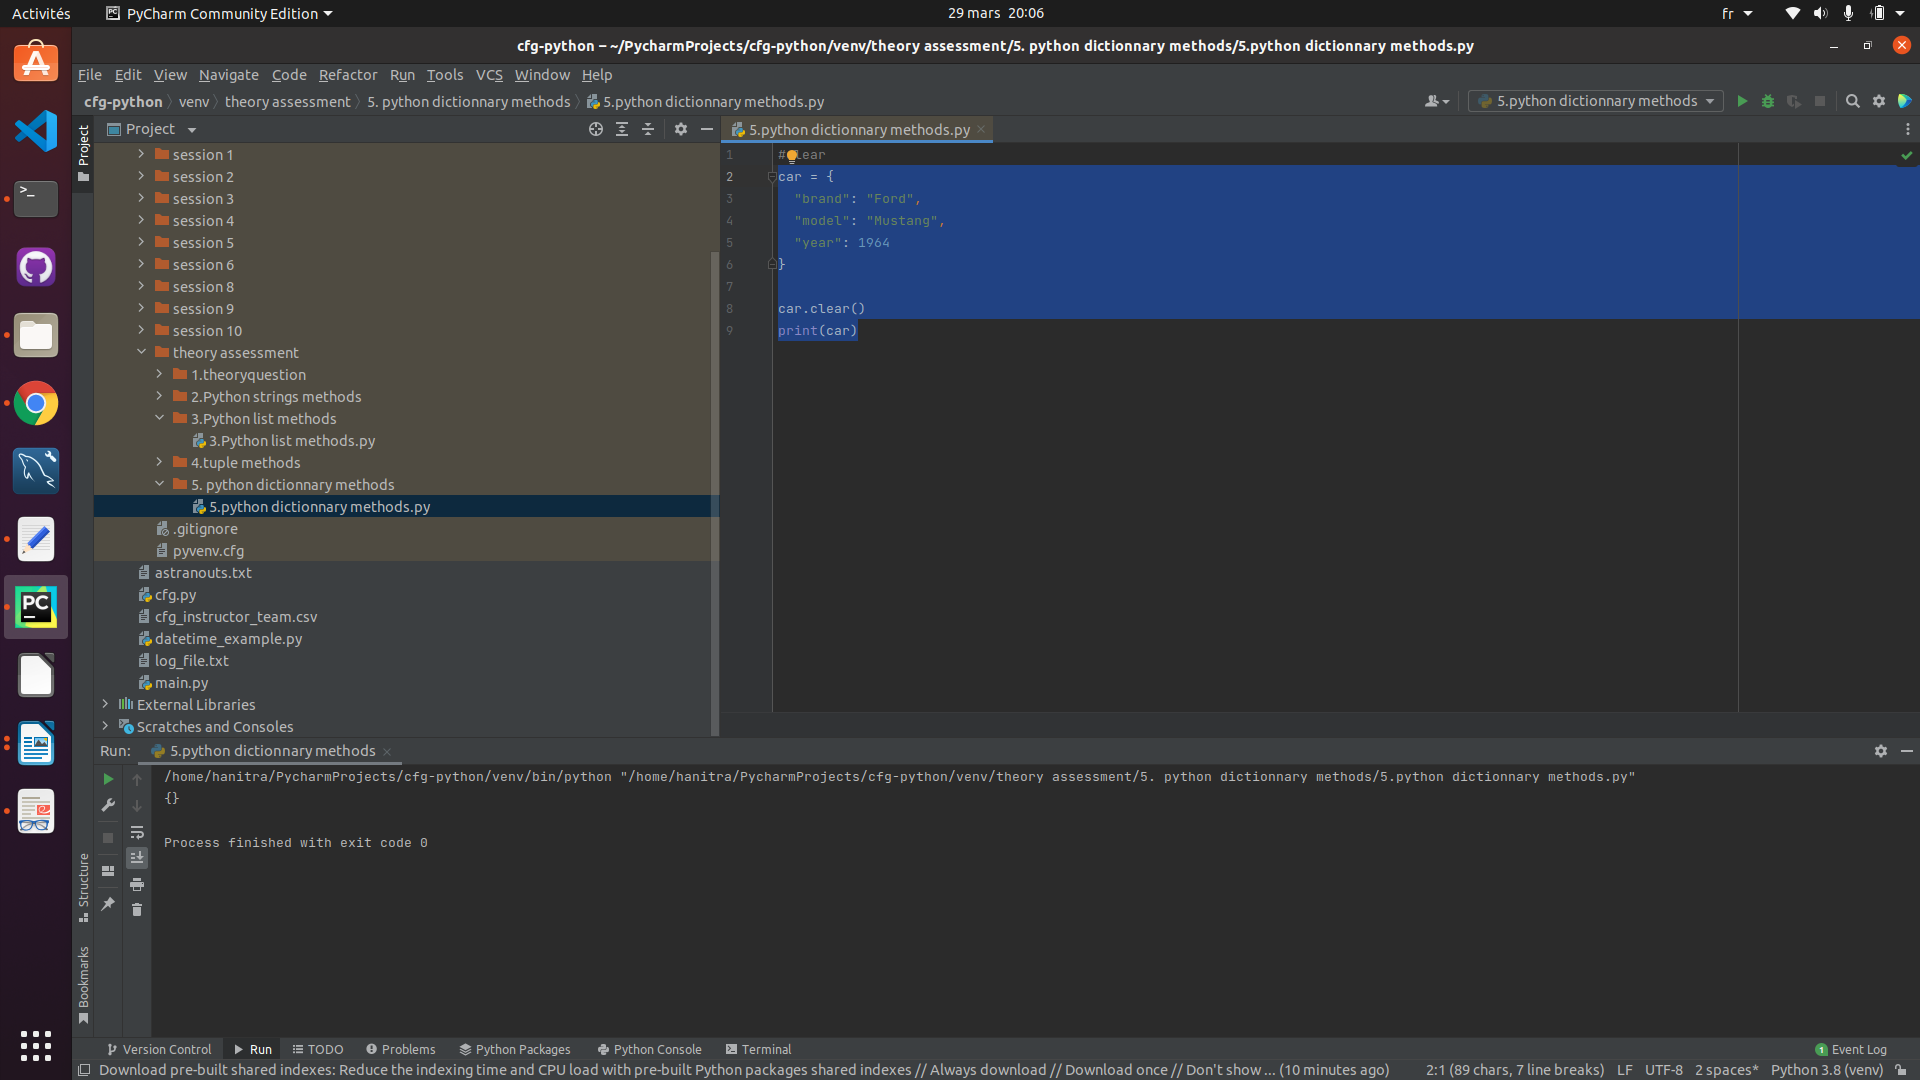 Activités
PyCharm Community Edition
29 mars 20:06
fr
cfg-python – ~/PycharmProjects/cfg-python/venv/theory assessment/5. python dictionnary methods/5.python dictionnary methods.py
File Edit View Navigate Code Refactor Run Tools VCS Window Help
cfg-python venv theory assessment 5. python dictionnary methods 5.python dictionnary methods.py
5.python dictionnary methods
Project
Project
5.python dictionnary methods.py
session 1
session 2
session 3
session 4
session 5
session 6
session 8
session 9
session 10
theory assessment
1.theoryquestion
2.Python strings methods
3.Python list methods
3.Python list methods.py
4.tuple methods
5. python dictionnary methods
5.python dictionnary methods.py
.gitignore
pyvenv.cfg
astranouts.txt
cfg.py
cfg_instructor_team.csv
datetime_example.py
log_file.txt
main.py
External Libraries
Scratches and Consoles
1 #
2 car = {
3 "brand": "Ford",
4 "model": "Mustang",
5 "year": 1964
6 }
7
8 car.clear()
9 print(car)
Run: 5.python dictionnary methods
/home/hanitra/PycharmProjects/cfg-python/venv/bin/python "/home/hanitra/PycharmProjects/cfg-python/venv/theory assessment/5. python dictionnary methods/5.python dictionnary methods.py"
{}
Process finished with exit code 0
Structure
Bookmarks
Version Control Run TODO Problems Python Packages Python Console Terminal
1 Event Log
Download pre-built shared indexes: Reduce the indexing time and CPU load with pre-built Python packages shared indexes // Always download // Download once // Don't show ... (10 minutes ago)
2:1 (89 chars, 7 line breaks) LF UTF-8 2 spaces* Python 3.8 (venv)
PC